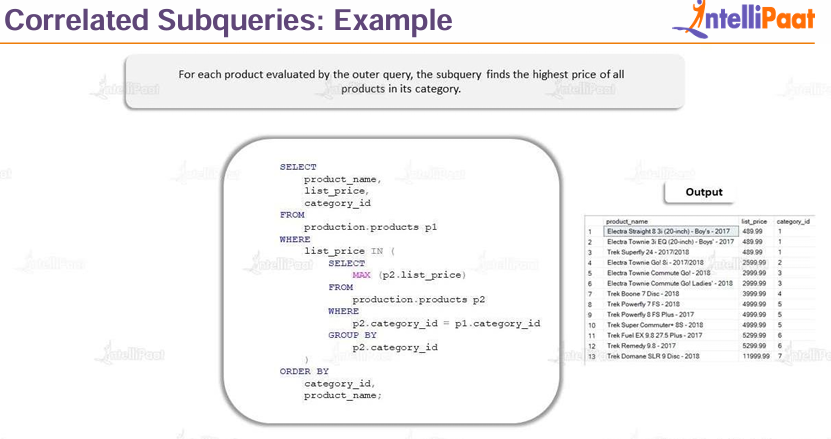 Correlated Subqueries: Example
IntelliPaat
For each product evaluated by the outer query, the subquery finds the highest price of all
products in its category.
SELECT
product_name,
list_price,
category_id
FROM
production.products p1
WHERE
list_price IN (
SELECT
MAX (p2.list_price)
FROM
production.products p2
WHERE
p2.category_id = p1.category_id
GROUP BY
p2.category_id
)
ORDER BY
category_id,
product_name;
Output
product_name list_price category_id
1 Electra Straight 8 3i (20-inch) - Boy's - 2017 489.99 1
2 Electra Townie 3i EQ (20-inch) - Boys' - 2017 489.99 1
3 Trek Superfly 24 - 2017/2018 489.99 1
4 Electra Townie Go! 8i - 2017/2018 2599.99 2
5 Electra Townie Commute Go! - 2018 2999.99 3
6 Electra Townie Commute Go! Ladies' - 2018 2999.99 3
7 Trek Boone 7 Disc - 2018 3999.99 4
8 Trek Powerfly 7 FS - 2018 4999.99 5
9 Trek Powerfly 8 FS Plus - 2017 4999.99 5
10 Trek Super Commuter+ 8S - 2018 4999.99 5
11 Trek Fuel EX 9.8 27.5 Plus - 2017 5299.99 6
12 Trek Remedy 9.8 - 2017 5299.99 6
13 Trek Domane SLR 9 Disc - 2018 11999.99 7